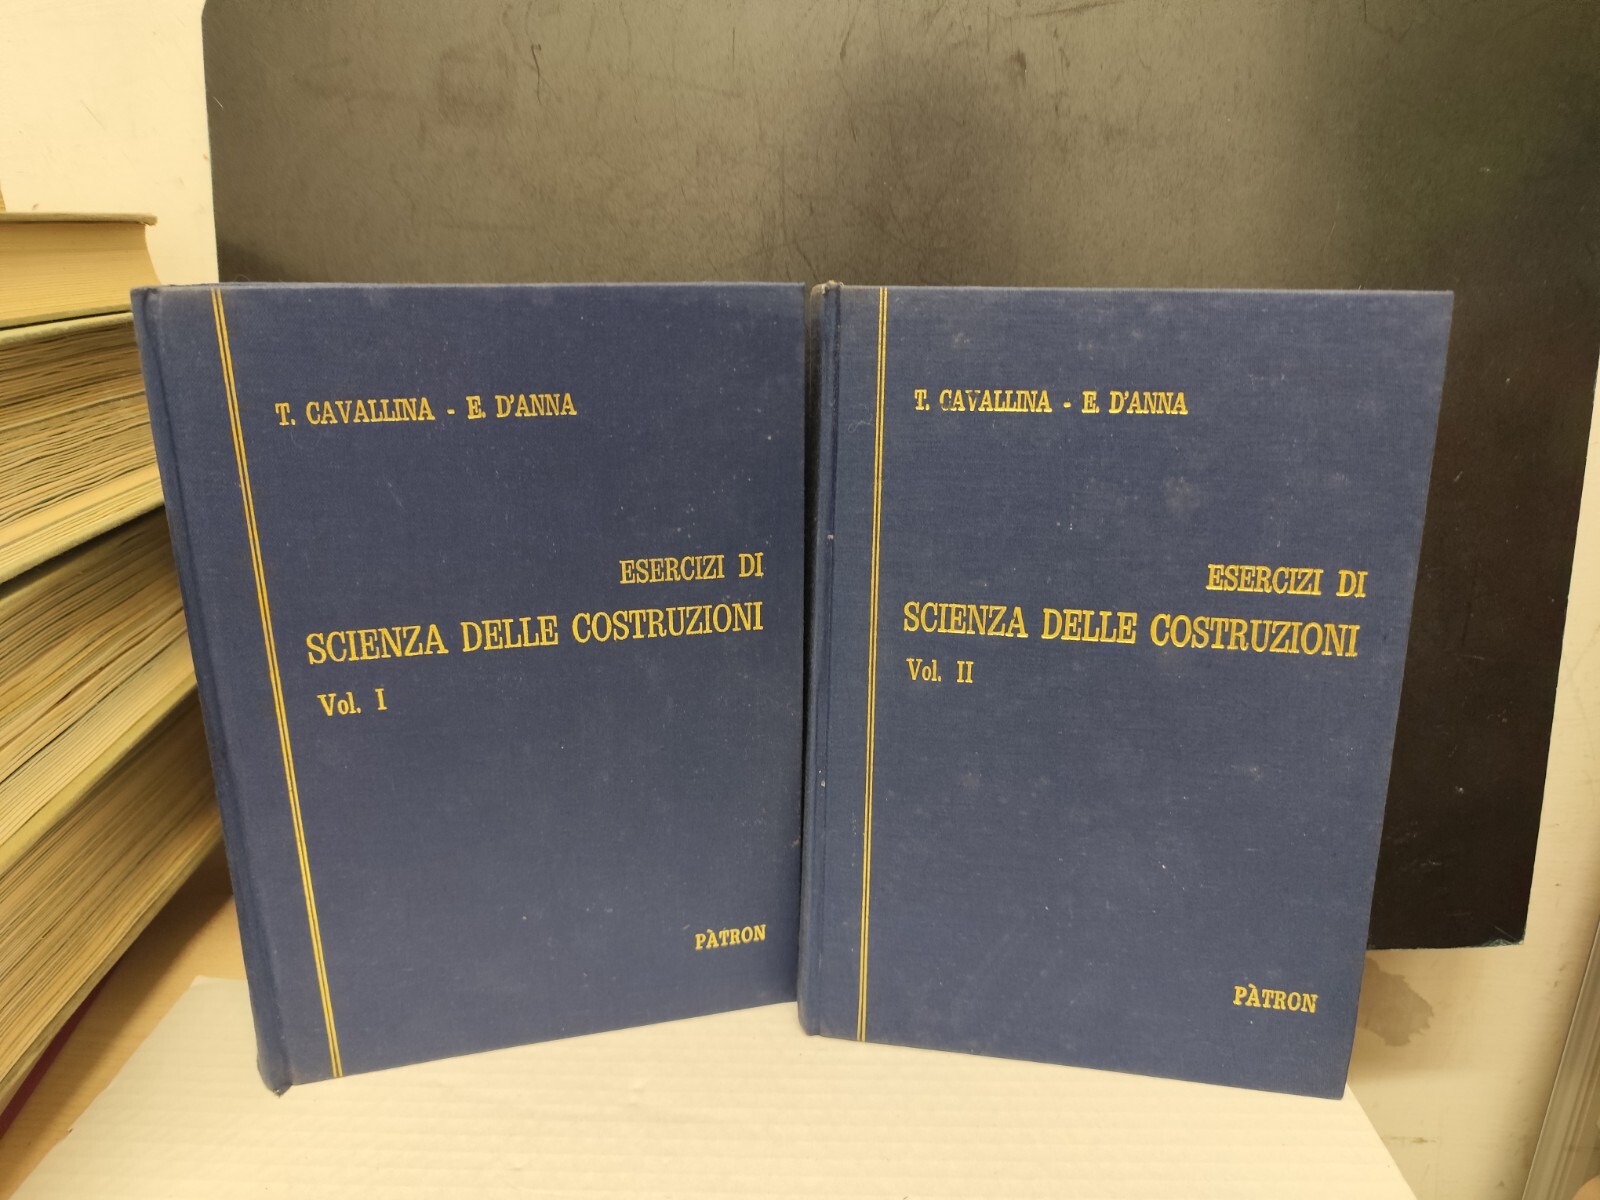 T. CAVALLINA - E. D'ANNA
ESERCIZI DI
SCIENZA DELLE COSTRUZIONI
Vol. I
PÀTRON
T. CAVALLINA - E. D'ANNA
ESERCIZI DI
SCIENZA DELLE COSTRUZIONI
Vol. II
PÀTRON